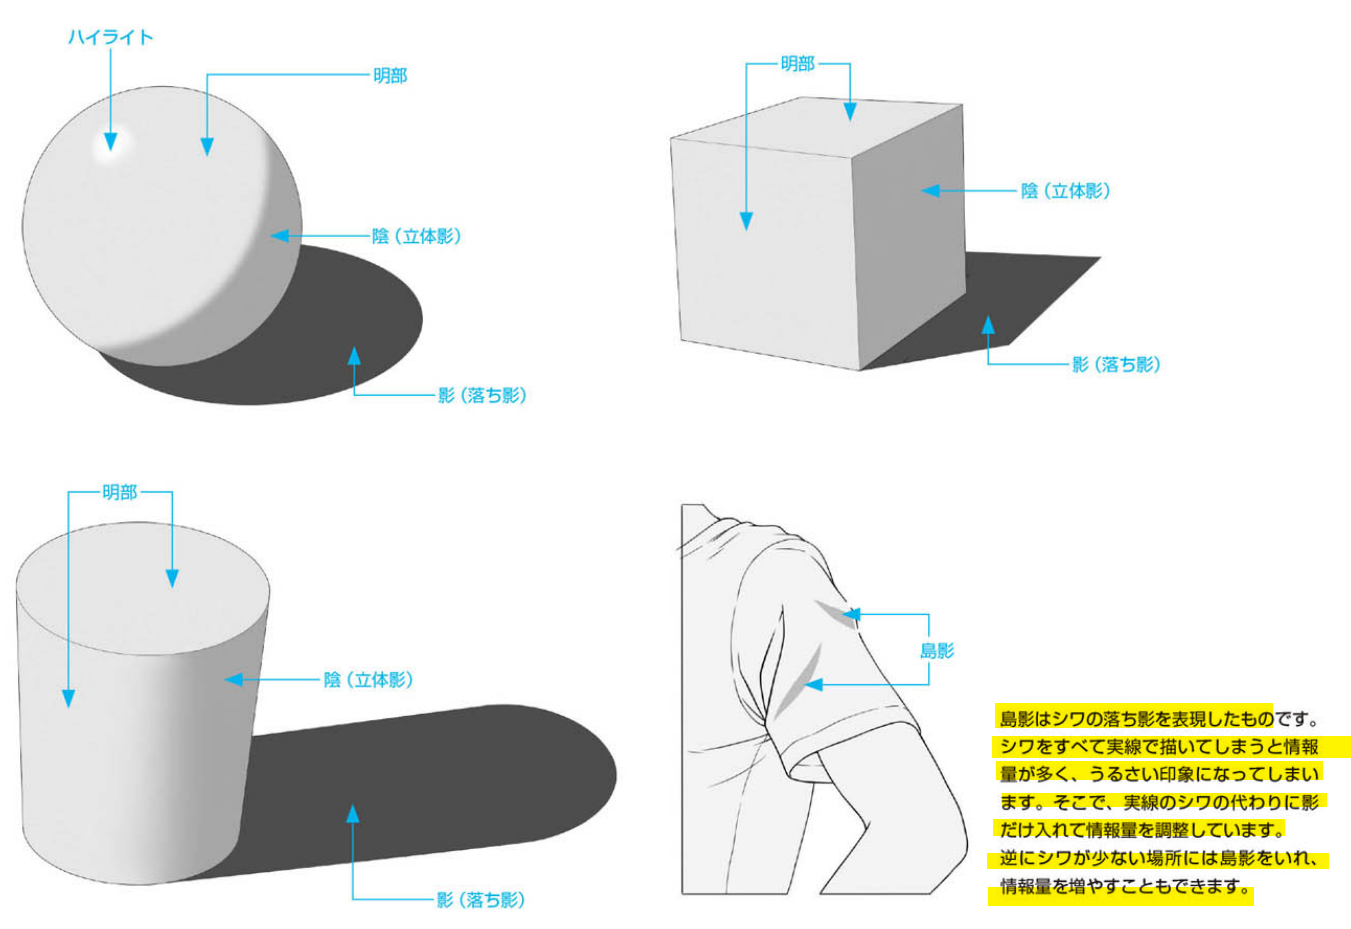 ハイライト
明部
陰（立体影）
影（落ち影）
明部
陰（立体影）
影（落ち影）
明部
陰（立体影）
影（落ち影）
島影
島影はシワの落ち影を表現したものです。
シワをすべて実線で描いてしまうと情報
量が多く、うるさい印象になってしまい
ます。そこで、実線のシワの代わりに影
だけ入れて情報量を調整しています。
逆にシワが少ない場所には島影をいれ、
情報量を増やすこともできます。